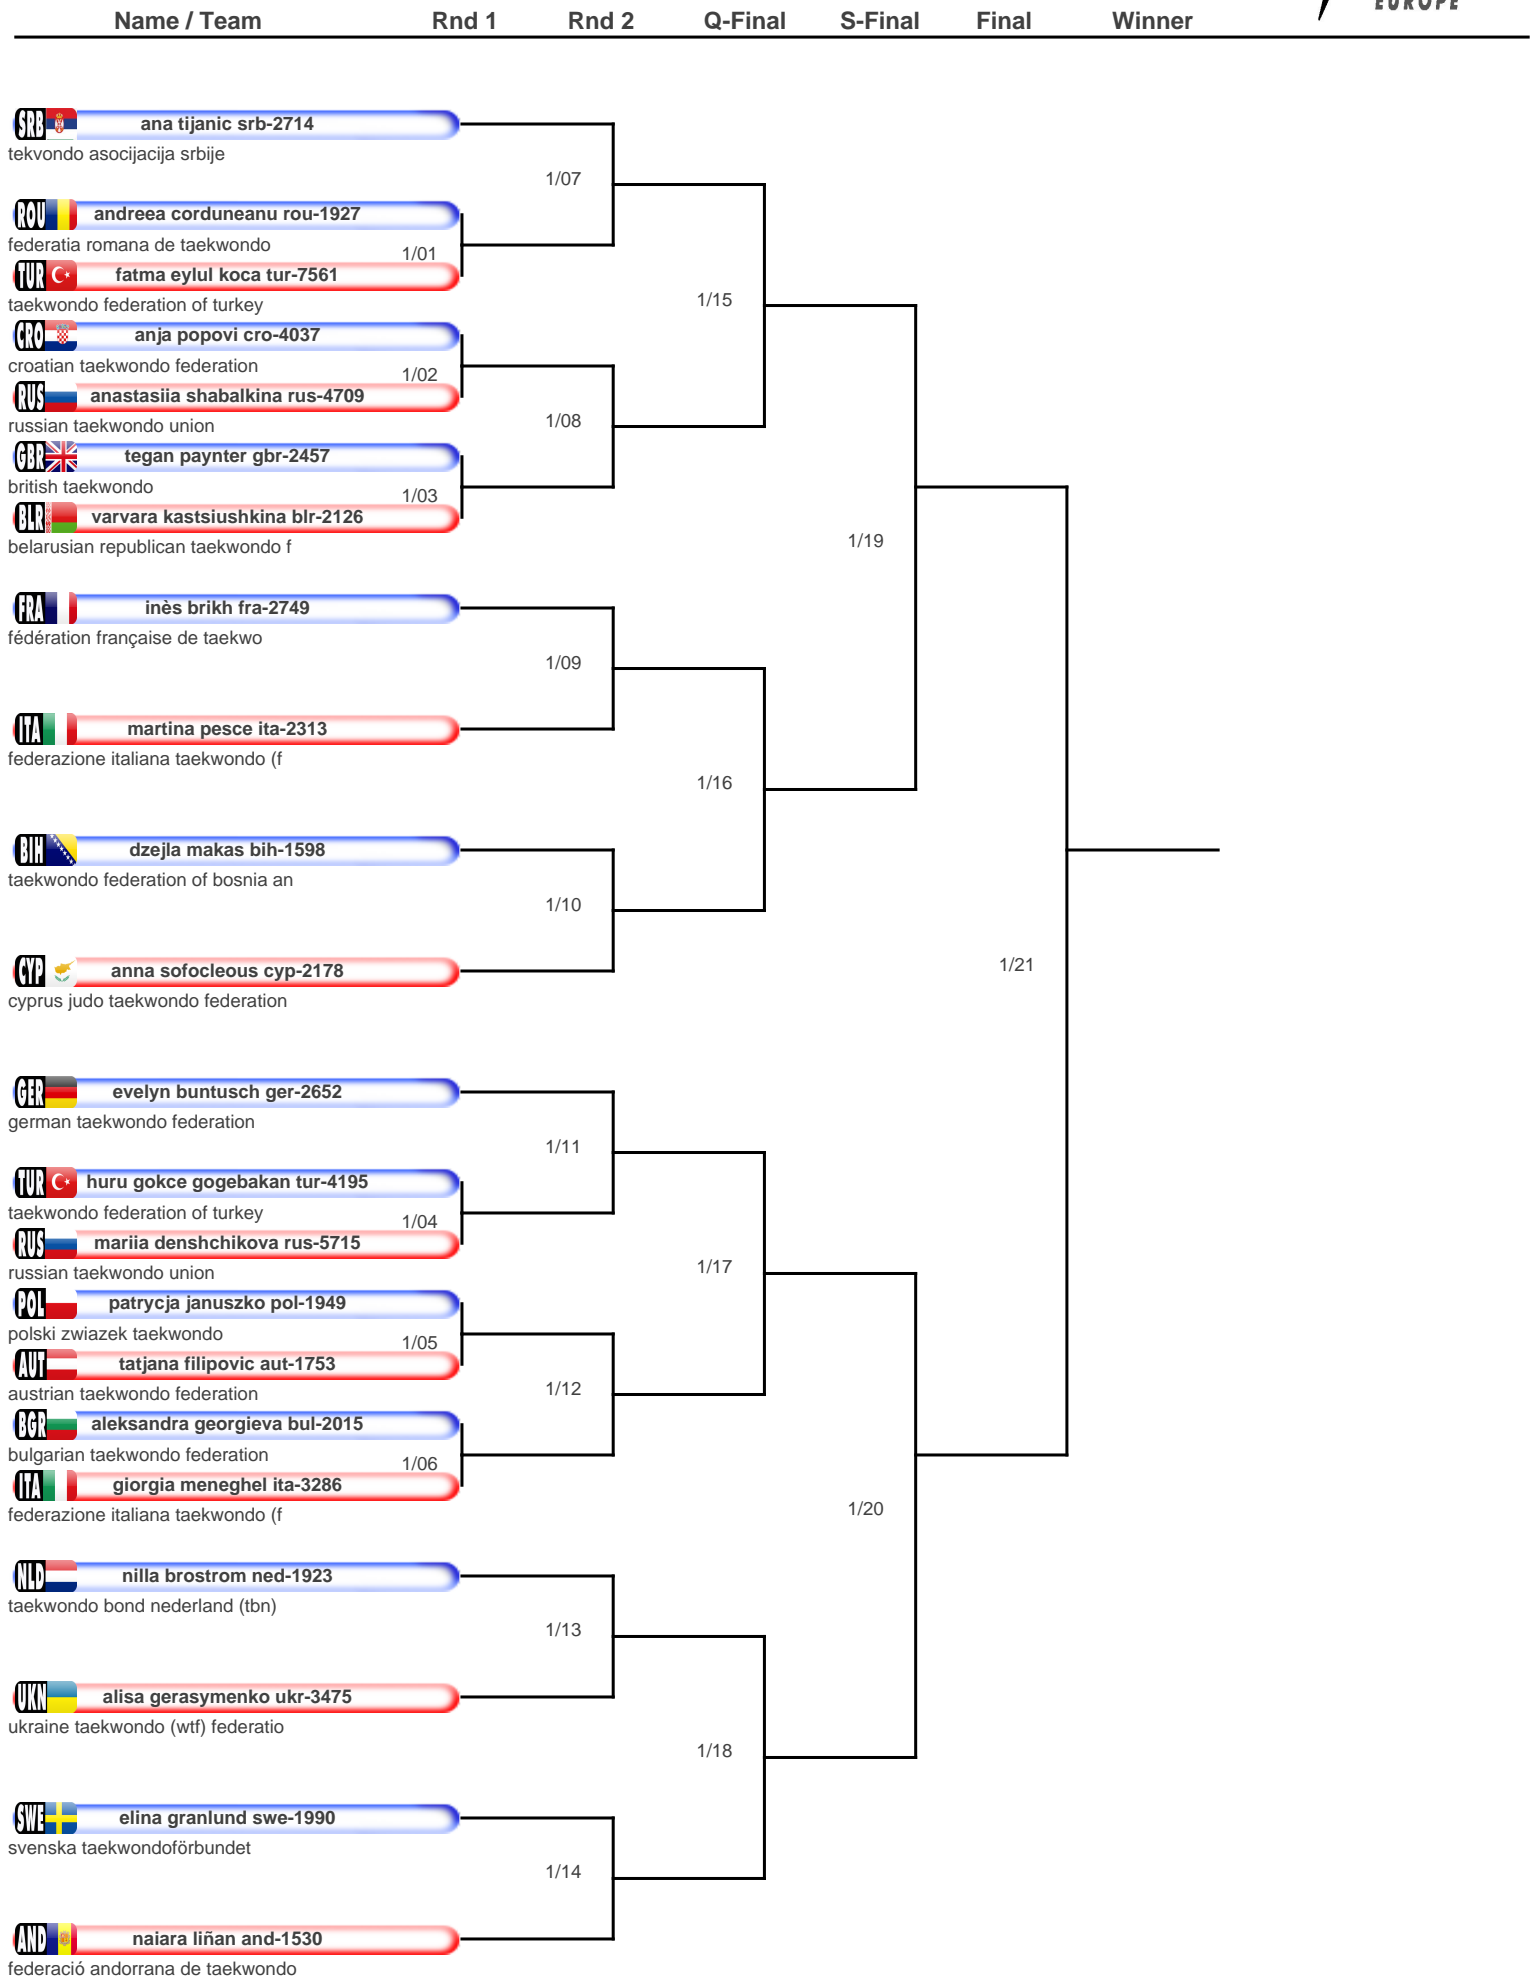 EUROPE
Name / Team Rnd 1 Rnd 2 Q-Final S-Final Final Winner
SRB ana tijanic srb-2714
tekvondo asocijacija srbije
1/07
ROU andreea corduneanu rou-1927
federatia romana de taekwondo
1/01
TUR fatma eylul koca tur-7561
taekwondo federation of turkey
1/15
CRO anja popovi cro-4037
croatian taekwondo federation
1/02
RUS anastasiia shabalkina rus-4709
russian taekwondo union
1/08
GBR tegan paynter gbr-2457
british taekwondo
1/03
BLR varvara kastsiushkina blr-2126
belarusian republican taekwondo f
1/19
FRA inès brikh fra-2749
fédération française de taekwo
1/09
ITA martina pesce ita-2313
federazione italiana taekwondo (f
1/16
BIH dzejla makas bih-1598
taekwondo federation of bosnia an
1/10
CYP anna sofocleous cyp-2178
cyprus judo taekwondo federation
1/21
GER evelyn buntusch ger-2652
german taekwondo federation
1/11
TUR huru gokce gogebakan tur-4195
taekwondo federation of turkey
1/04
RUS mariia denshchikova rus-5715
russian taekwondo union
1/17
POL patrycja januszko pol-1949
polski zwiazek taekwondo
1/05
AUT tatjana filipovic aut-1753
austrian taekwondo federation
1/12
BGR aleksandra georgieva bul-2015
bulgarian taekwondo federation
1/06
ITA giorgia meneghel ita-3286
federazione italiana taekwondo (f
1/20
NLD nilla brostrom ned-1923
taekwondo bond nederland (tbn)
1/13
UKN alisa gerasymenko ukr-3475
ukraine taekwondo (wtf) federatio
1/18
SWE elina granlund swe-1990
svenska taekwondoförbundet
1/14
AND naiara liñan and-1530
federació andorrana de taekwondo